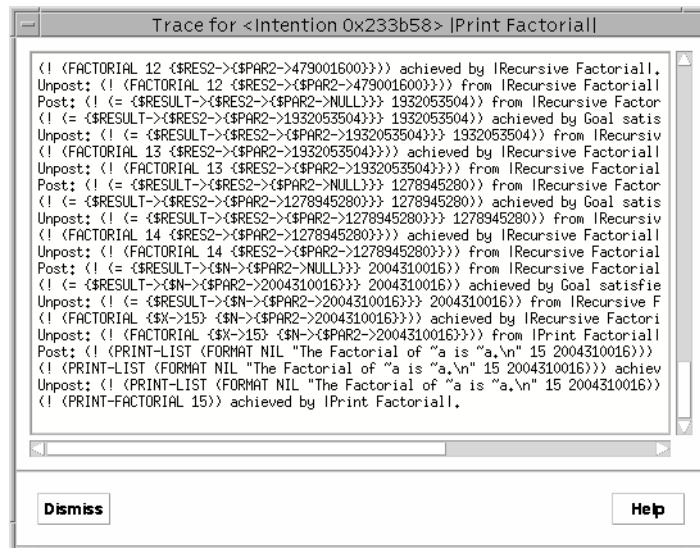 Trace for <Intention 0x233b58> |Print Factorial|
(! (FACTORIAL 12 {$RES2->{$PAR2->479001600}})) achieved by |Recursive Factorial|.
Unpost: (! (FACTORIAL 12 {$RES2->{$PAR2->479001600}})) from |Recursive Factorial|
Post: (! (= {$RESULT->{$RES2->{$PAR2->NULL}}} 1932053504)) from |Recursive Factor
(! (= {$RESULT->{$RES2->{$PAR2->1932053504}}} 1932053504)) achieved by Goal satis
Unpost: (! (= {$RESULT->{$RES2->{$PAR2->1932053504}}} 1932053504)) from |Recursiv
(! (FACTORIAL 13 {$RES2->{$PAR2->1932053504}})) achieved by |Recursive Factorial|
Unpost: (! (FACTORIAL 13 {$RES2->{$PAR2->1932053504}})) from |Recursive Factorial
Post: (! (= {$RESULT->{$RES2->{$PAR2->NULL}}} 1278945280)) from |Recursive Factor
(! (= {$RESULT->{$RES2->{$PAR2->1278945280}}} 1278945280)) achieved by Goal satis
Unpost: (! (= {$RESULT->{$RES2->{$PAR2->1278945280}}} 1278945280)) from |Recursiv
(! (FACTORIAL 14 {$RES2->{$PAR2->1278945280}})) achieved by |Recursive Factorial|
Unpost: (! (FACTORIAL 14 {$RES2->{$PAR2->1278945280}})) from |Recursive Factorial
Post: (! (= {$RESULT->{$N->{$PAR2->NULL}}} 2004310016)) from |Recursive Factorial
(! (= {$RESULT->{$N->{$PAR2->2004310016}}} 2004310016)) achieved by Goal satisfie
Unpost: (! (= {$RESULT->{$N->{$PAR2->2004310016}}} 2004310016)) from |Recursive F
(! (FACTORIAL {$X->15} {$N->{$PAR2->2004310016}})) achieved by |Recursive Factori
Unpost: (! (FACTORIAL {$X->15} {$N->{$PAR2->2004310016}})) from |Print Factorial|
Post: (! (PRINT-LIST (FORMAT NIL "The Factorial of ~a is ~a.\n" 15 2004310016)))
(! (PRINT-LIST (FORMAT NIL "The Factorial of ~a is ~a.\n" 15 2004310016))) achiev
Unpost: (! (PRINT-LIST (FORMAT NIL "The Factorial of ~a is ~a.\n" 15 2004310016))
(! (PRINT-FACTORIAL 15)) achieved by |Print Factorial|.
Dismiss
Help